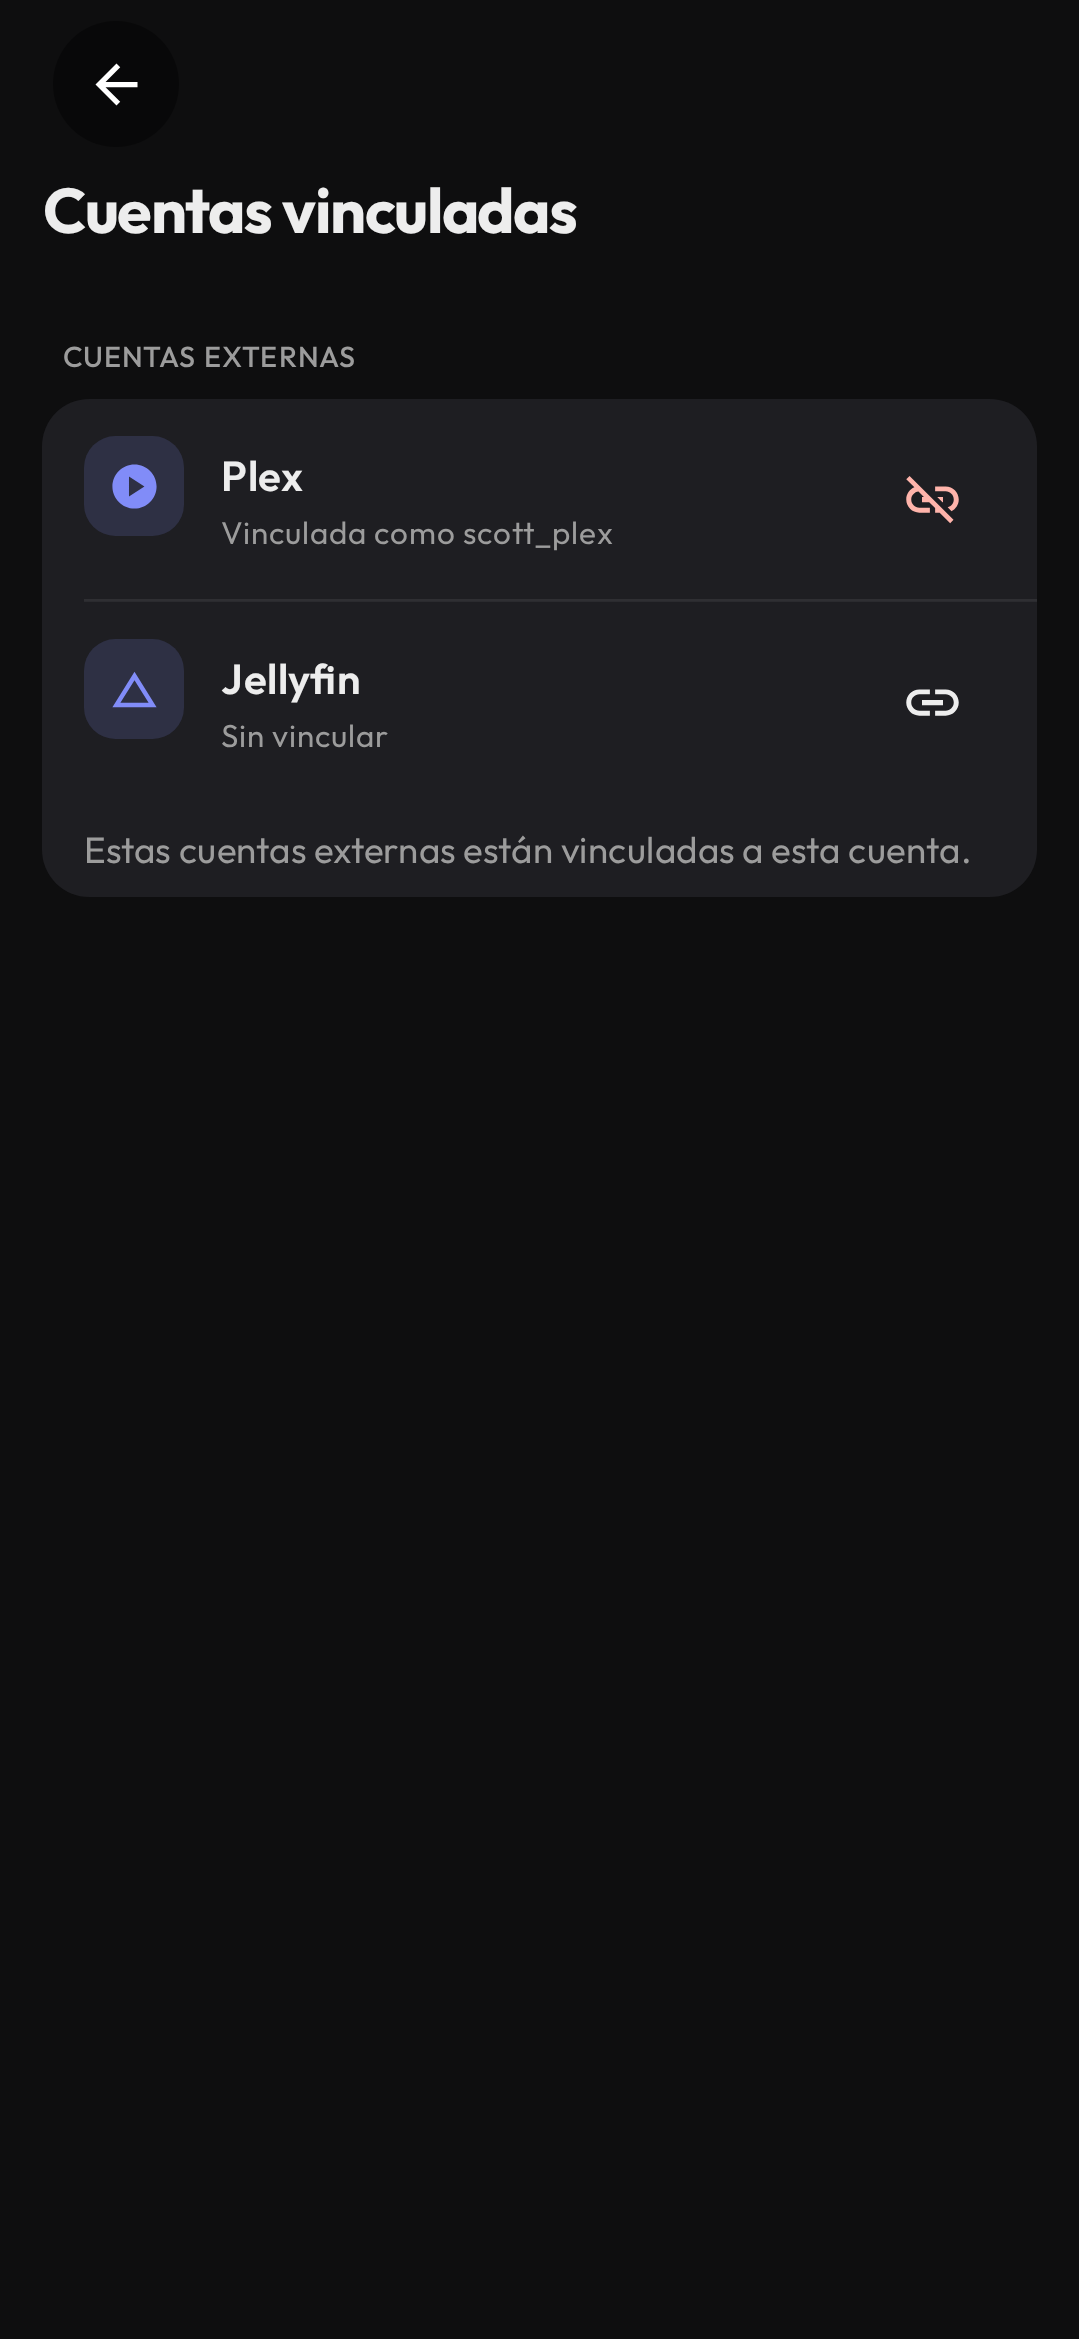 Cuentas vinculadas
CUENTAS EXTERNAS
Plex
Vinculada como scott_plex
Jellyfin
Sin vincular
Estas cuentas externas están vinculadas a esta cuenta.